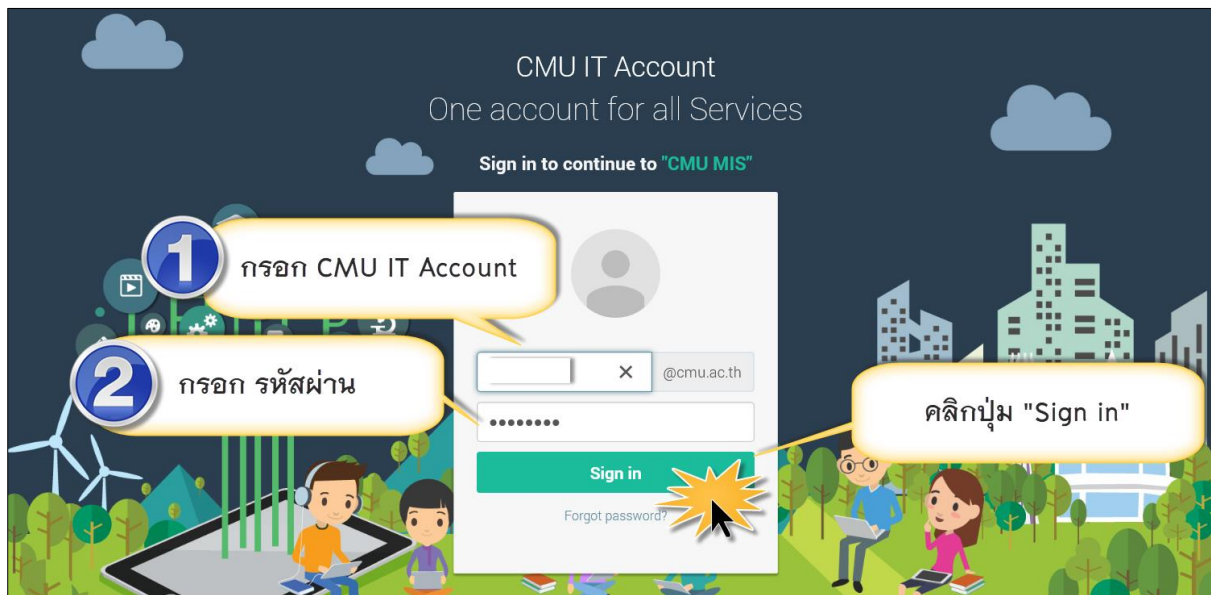 CMU IT Account
One account for all Services
Sign in to continue to "CMU MIS"
1
กรอก CMU IT Account
@cmu.ac.th
2
กรอก รหัสผ่าน
••••••••
Sign in
คลิกปุ่ม "Sign in"
Forgot password?